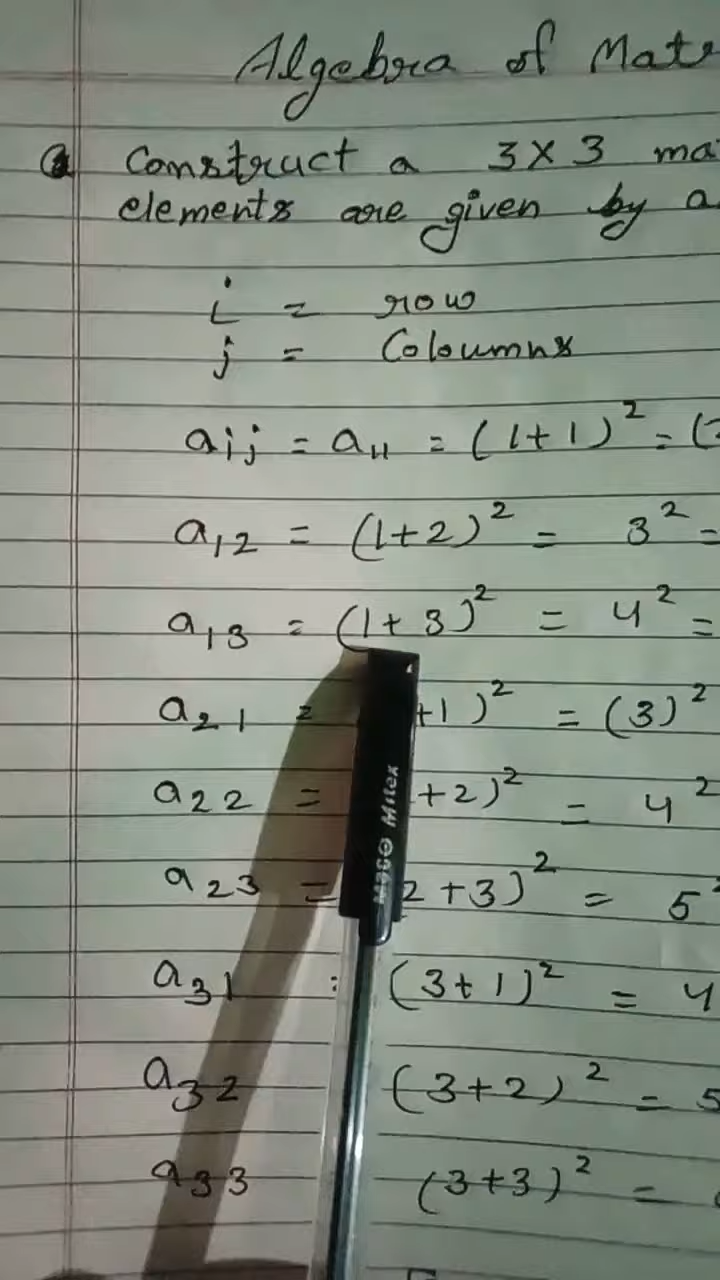 Algebra of Mat
Q Construct a 3×3 ma
elements are given by a
i = row
j = Coloumns
aij = a11 = (1+1)² = (
a12 = (1+2)² = 3² =
a13 = (1+3)² = 4² =
a21 = +1)² = (3)²
a22 = +2)² = 4²
a23 = 2+3)² = 5²
a31 : (3+1)² = 4
a32 (3+2)² = 5
a33 (3+3)² =
Milex